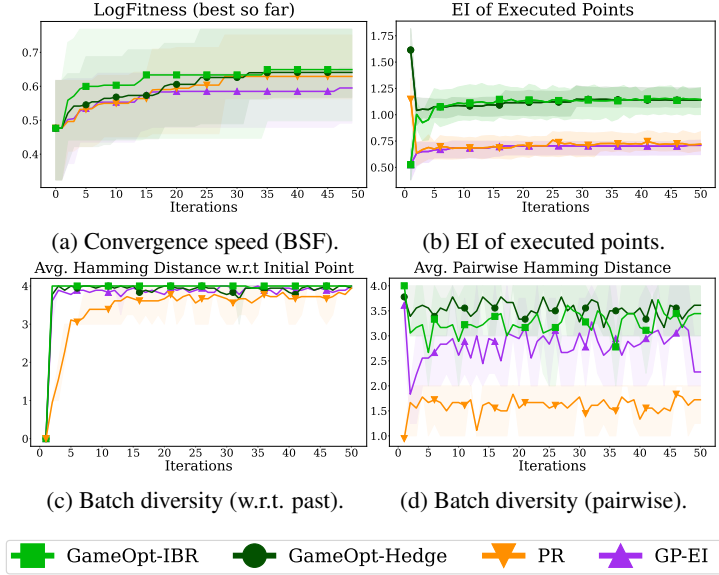 LogFitness (best so far)
0.7
0.6
0.5
0.4
0 5 10 15 20 25 30 35 40 45 50
Iterations
(a) Convergence speed (BSF).
EI of Executed Points
1.75
1.50
1.25
1.00
0.75
0.50
0 5 10 15 20 25 30 35 40 45 50
Iterations
(b) EI of executed points.
Avg. Hamming Distance w.r.t Initial Point
4
3
2
1
0
0 5 10 15 20 25 30 35 40 45 50
Iterations
(c) Batch diversity (w.r.t. past).
Avg. Pairwise Hamming Distance
4.0
3.5
3.0
2.5
2.0
1.5
1.0
0 5 10 15 20 25 30 35 40 45 50
Iterations
(d) Batch diversity (pairwise).
GameOpt-IBR GameOpt-Hedge PR GP-EI